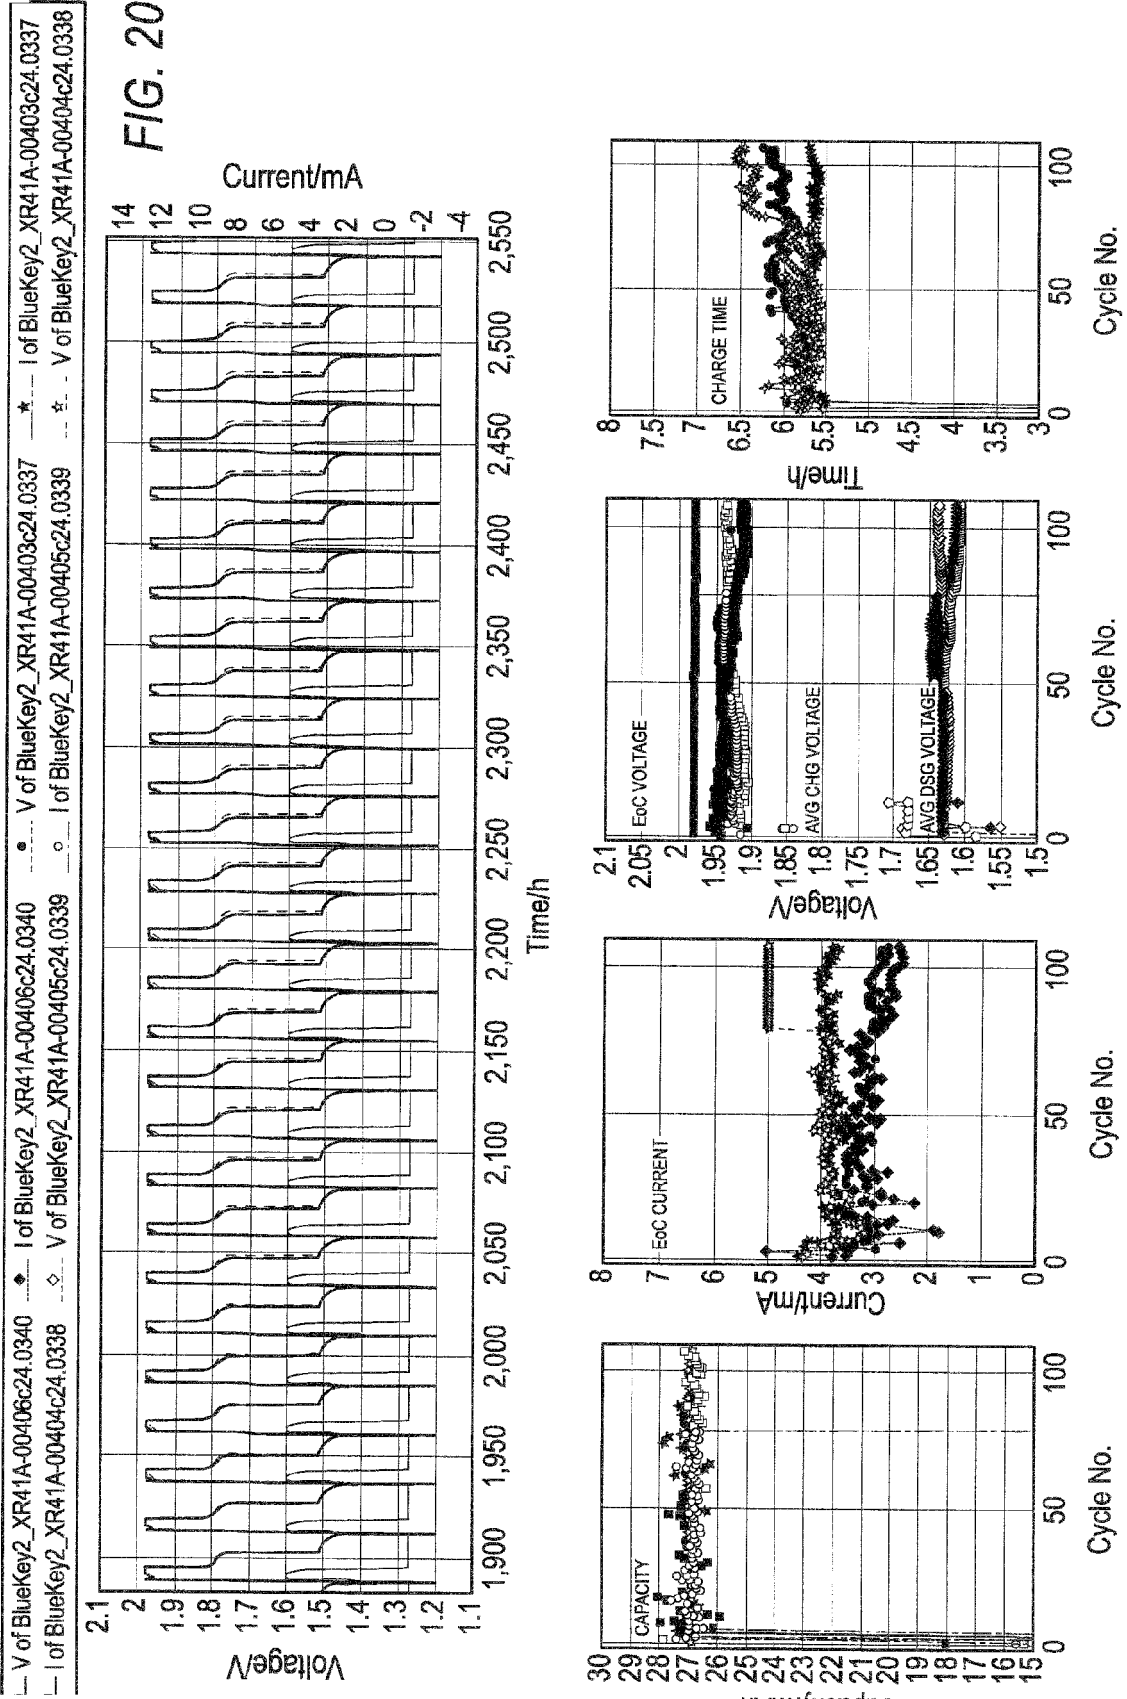 V of BlueKey2_XR41A-00406c24.0340
I of BlueKey2_XR41A-00406c24.0340
V of BlueKey2_XR41A-00403c24.0337
I of BlueKey2_XR41A-00403c24.0337
I of BlueKey2_XR41A-00404c24.0338
V of BlueKey2_XR41A-00405c24.0339
I of BlueKey2_XR41A-00405c24.0339
V of BlueKey2_XR41A-00404c24.0338
FIG. 20
Voltage/V
2.1
2
1.9
1.8
1.7
1.6
1.5
1.4
1.3
1.2
1.1
Current/mA
14
12
10
8
6
4
2
0
-2
-4
1,900 1,950 2,000 2,050 2,100 2,150 2,200 2,250 2,300 2,350 2,400 2,450 2,500 2,550
Time/h
CAPACITY
30
29
28
27
26
25
24
23
22
21
20
19
18
17
16
15
0 50 100
Cycle No.
EoC CURRENT
Current/mA
8
7
5
4
3
2
1
0
0 50 100
Cycle No.
EoC VOLTAGE
AVG CHG VOLTAGE
AVG DSG VOLTAGE
Voltage/V
2.1
2.05
2
1.95
1.9
1.85
1.8
1.75
1.7
1.65
1.6
1.55
1.5
0 50 100
Cycle No.
CHARGE TIME
Time/h
8
7.5
7
6.5
6
5.5
5
4.5
4
3.5
3
0 50 100
Cycle No.